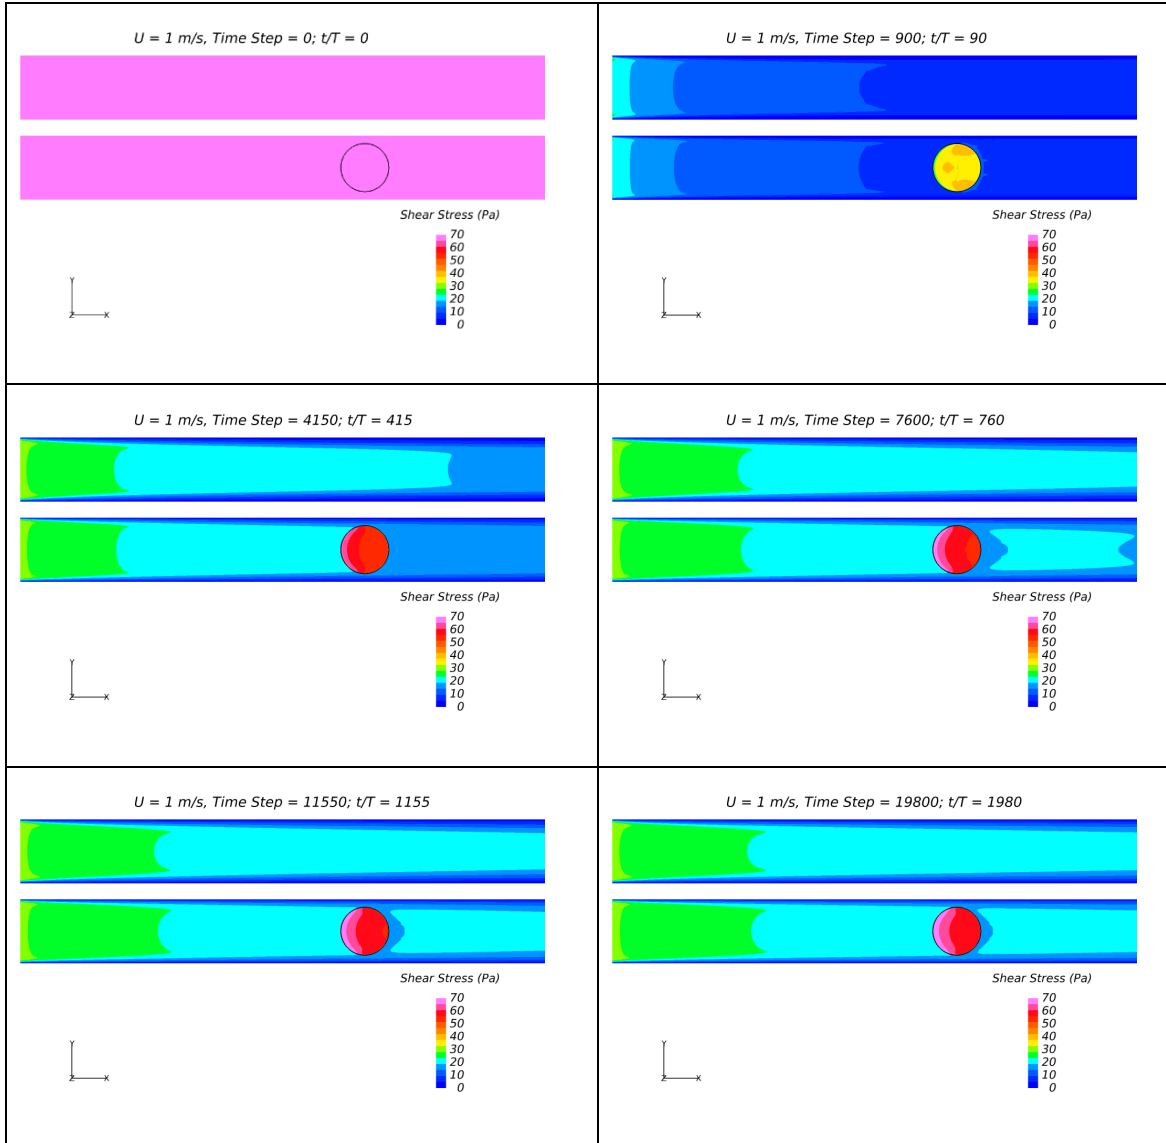 U = 1 m/s, Time Step = 0; t/T = 0
Shear Stress (Pa)
70
60
50
40
30
20
10
0
Y
Z X
U = 1 m/s, Time Step = 900; t/T = 90
Shear Stress (Pa)
70
60
50
40
30
20
10
0
Y
Z X
U = 1 m/s, Time Step = 4150; t/T = 415
Shear Stress (Pa)
70
60
50
40
30
20
10
0
Y
Z X
U = 1 m/s, Time Step = 7600; t/T = 760
Shear Stress (Pa)
70
60
50
40
30
20
10
0
Y
Z X
U = 1 m/s, Time Step = 11550; t/T = 1155
Shear Stress (Pa)
70
60
50
40
30
20
10
0
Y
Z X
U = 1 m/s, Time Step = 19800; t/T = 1980
Shear Stress (Pa)
70
60
50
40
30
20
10
0
Y
Z X